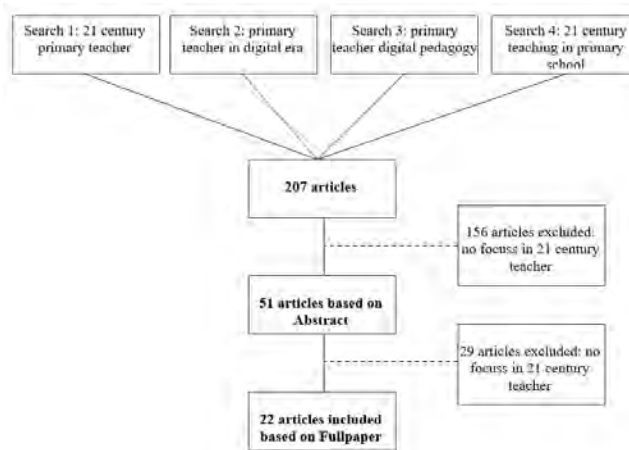 Search 1: 21 century
primary teacher
Search 2: primary
teacher in digital era
Search 3: primary
teacher digital pedagogy
Search 4: 21 century
teaching in primary
school
207 articles
156 articles excluded:
no focuss in 21 century
teacher
51 articles based on
Abstract
29 articles excluded: no
focuss in 21 century
teacher
22 articles included
based on Fullpaper